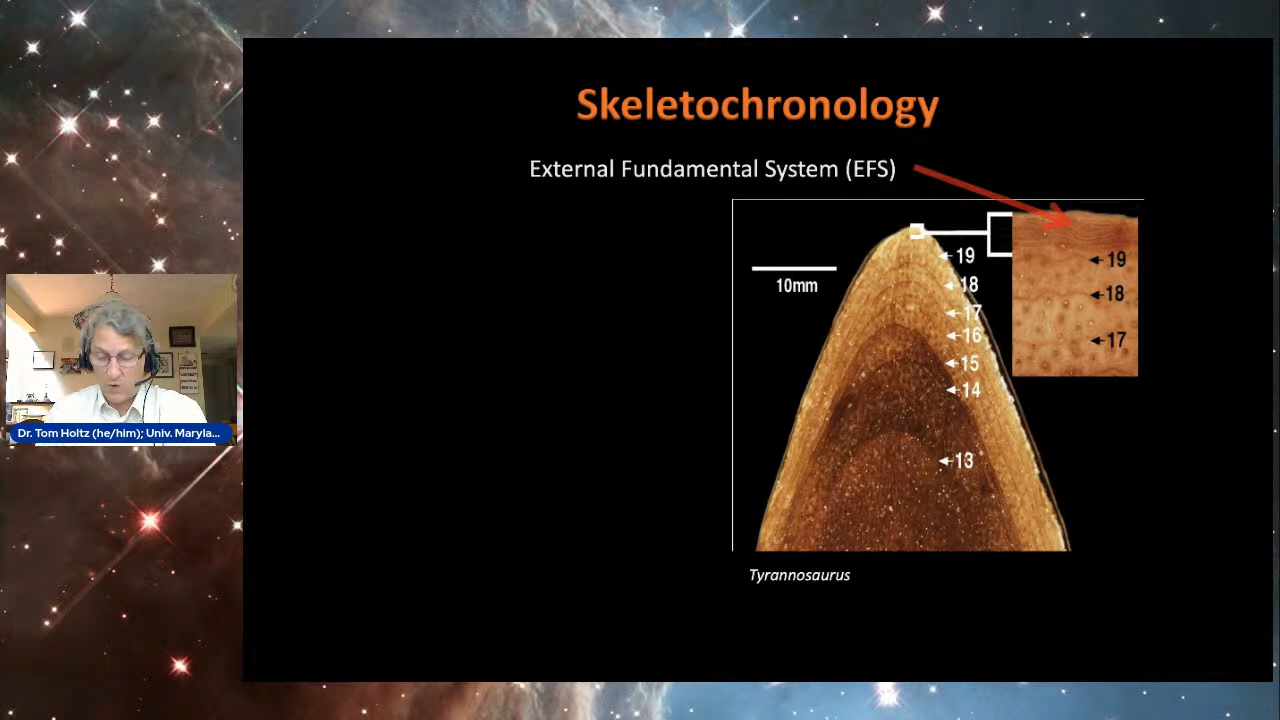 Skeletochronology
External Fundamental System (EFS)
19
18
17
16
15
14
13
10mm
19
18
17
Tyrannosaurus
Dr. Tom Holtz (he/him); Univ. Maryla...